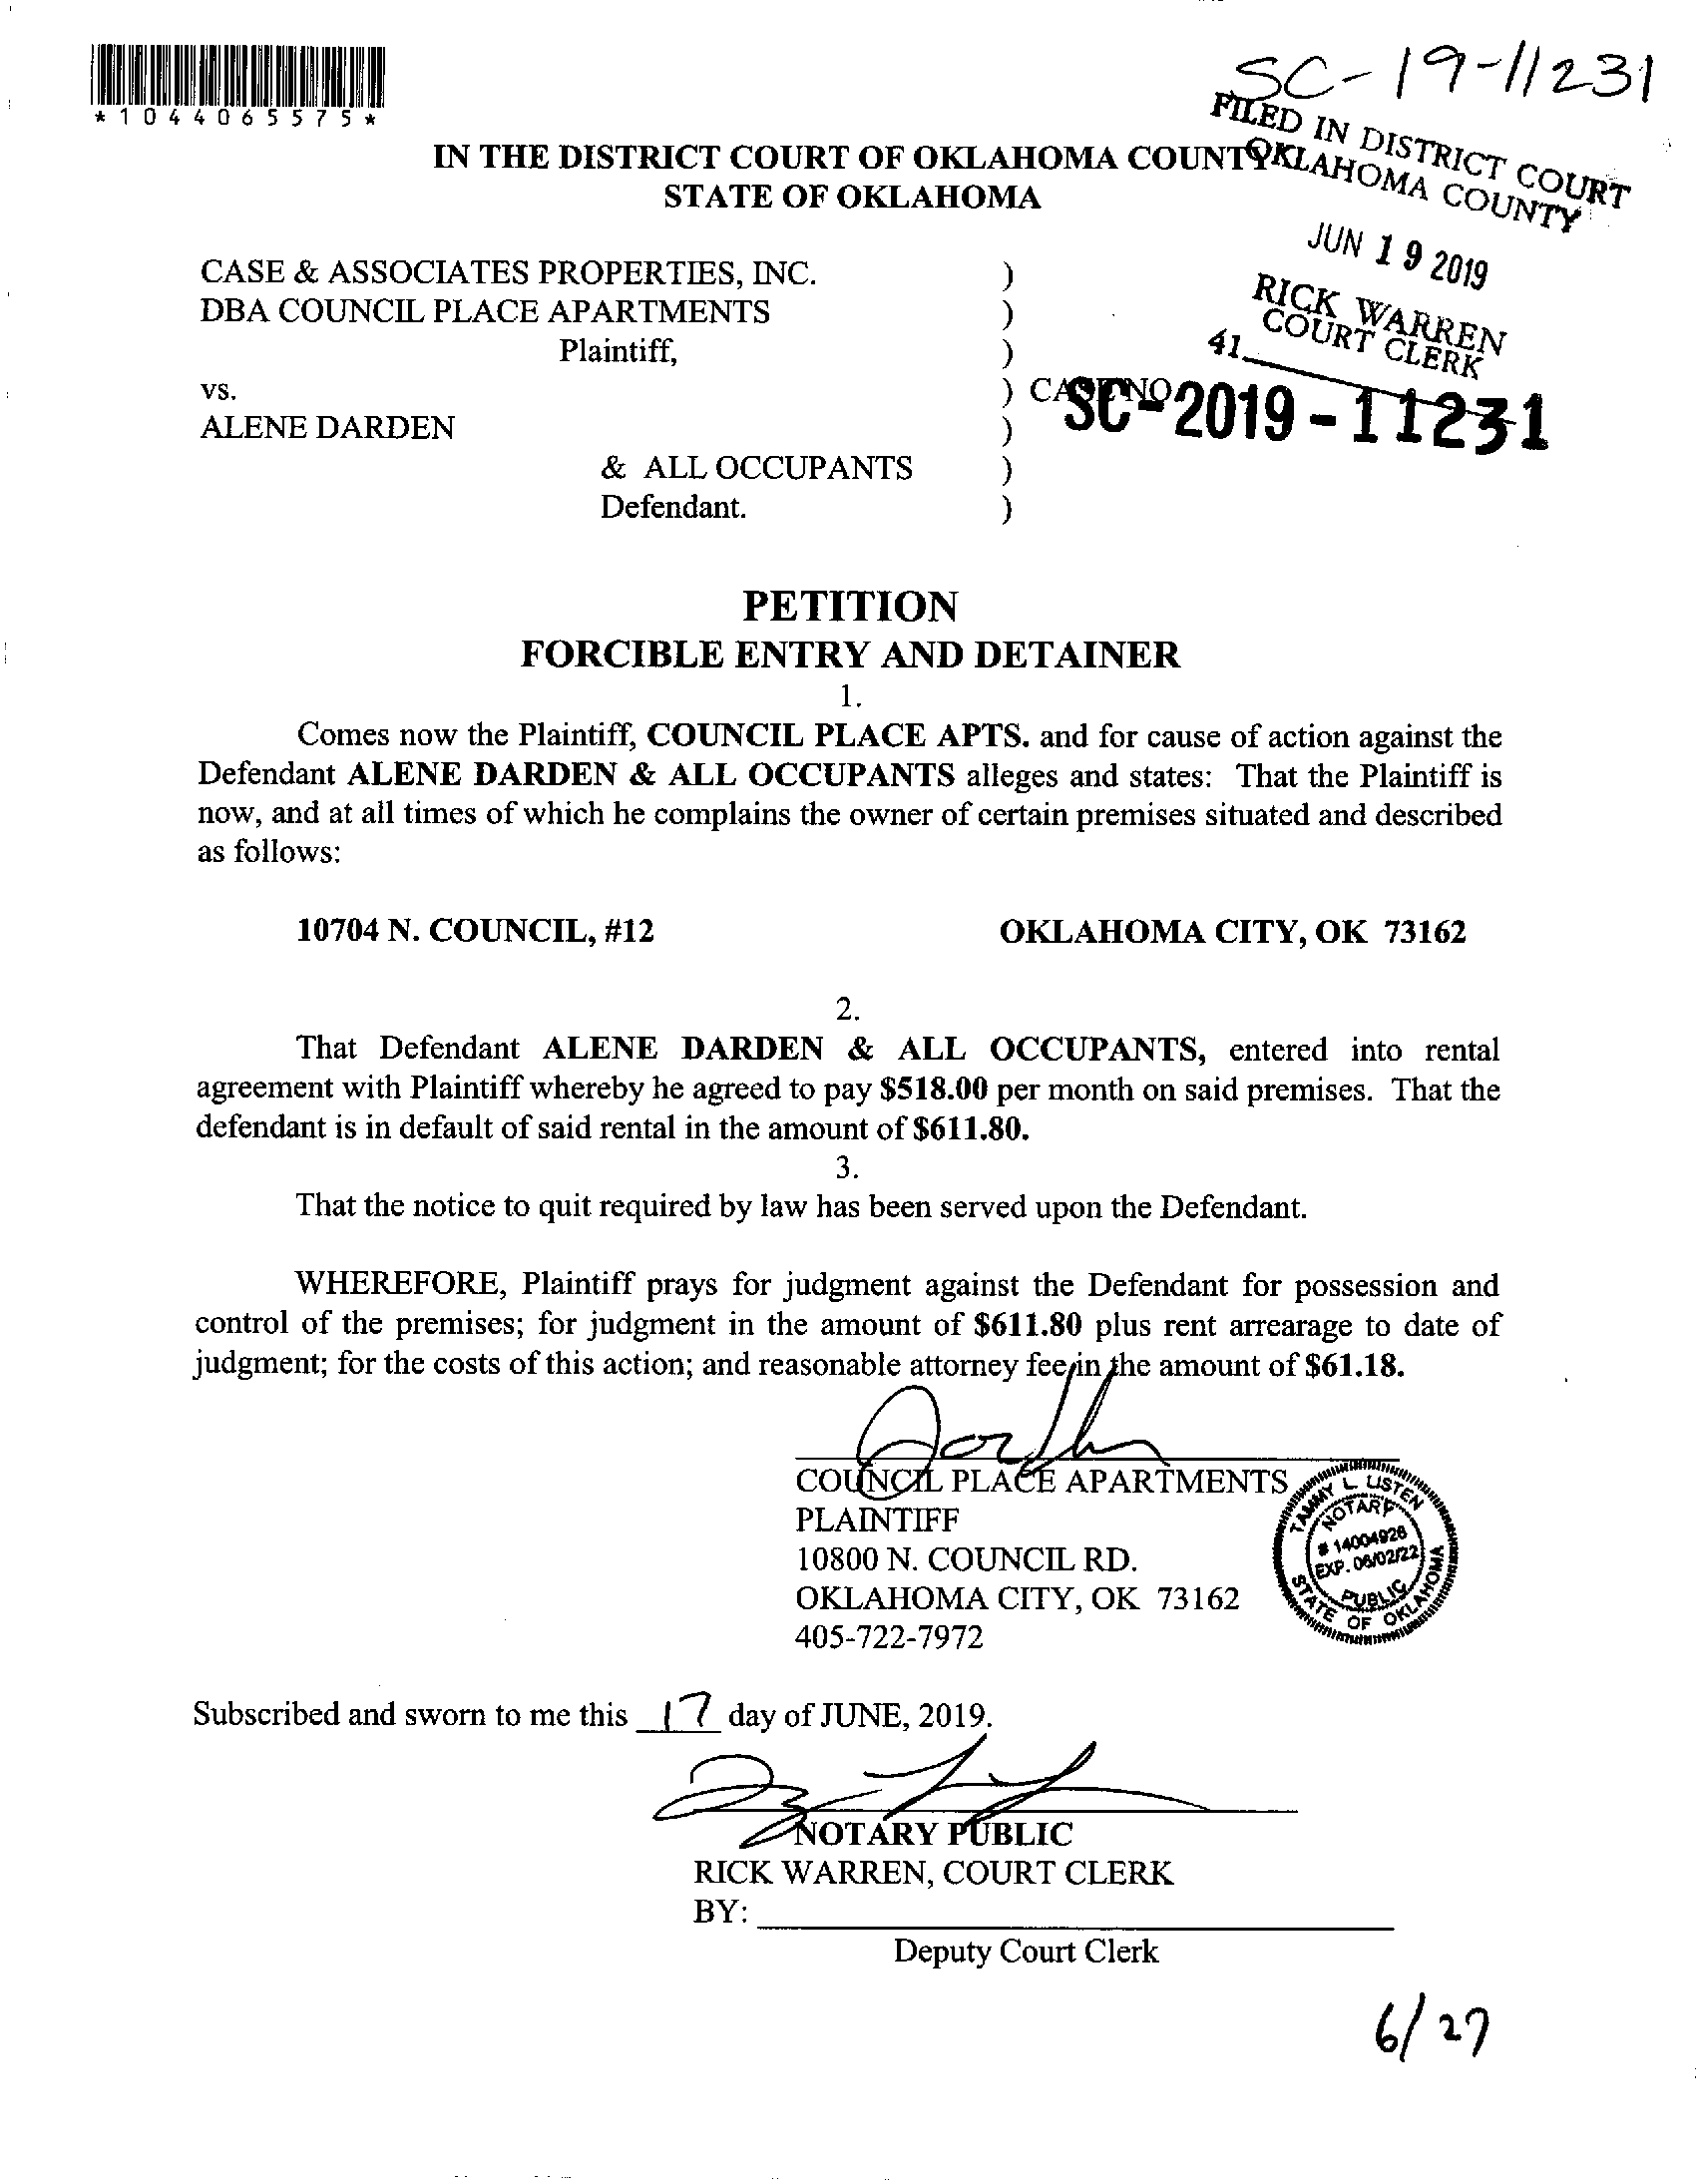 SC-19-11231
*1044065575*
FILED IN DISTRICT COURT
OKLAHOMA COUNTY
IN THE DISTRICT COURT OF OKLAHOMA COUNTY
STATE OF OKLAHOMA
JUN 19 2019
RICK WARREN
COURT CLERK
41
CASE & ASSOCIATES PROPERTIES, INC. )
DBA COUNCIL PLACE APARTMENTS )
Plaintiff, )
vs. ) CASE NO.
SC-2019-11231
ALENE DARDEN )
& ALL OCCUPANTS )
Defendant. )
PETITION
FORCIBLE ENTRY AND DETAINER
1.
Comes now the Plaintiff, COUNCIL PLACE APTS. and for cause of action against the
Defendant ALENE DARDEN & ALL OCCUPANTS alleges and states: That the Plaintiff is
now, and at all times of which he complains the owner of certain premises situated and described
as follows:
10704 N. COUNCIL, #12 OKLAHOMA CITY, OK 73162
2.
That Defendant ALENE DARDEN & ALL OCCUPANTS, entered into rental
agreement with Plaintiff whereby he agreed to pay $518.00 per month on said premises. That the
defendant is in default of said rental in the amount of $611.80.
3.
That the notice to quit required by law has been served upon the Defendant.
WHEREFORE, Plaintiff prays for judgment against the Defendant for possession and
control of the premises; for judgment in the amount of $611.80 plus rent arrearage to date of
judgment; for the costs of this action; and reasonable attorney fee in the amount of $61.18.
COUNCIL PLACE APARTMENTS
PLAINTIFF
10800 N. COUNCIL RD.
OKLAHOMA CITY, OK 73162
405-722-7972
TAMMY L. LISTEN
NOTARY
# 14004926
EXP. 06/02/22
PUBLIC
STATE OF OKLAHOMA
Subscribed and sworn to me this 17 day of JUNE, 2019.
NOTARY PUBLIC
RICK WARREN, COURT CLERK
BY:
Deputy Court Clerk
6/27